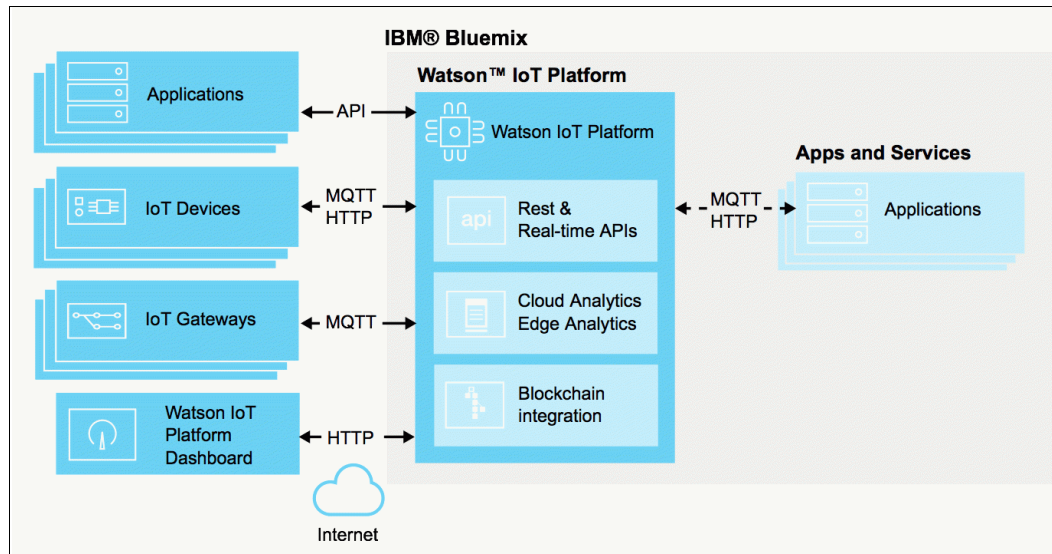 IBM® Bluemix
Watson™ IoT Platform
Applications
API
Watson IoT Platform
IoT Devices
MQTT
HTTP
api
Rest &
Real-time APIs
MQTT
HTTP
Apps and Services
Applications
IoT Gateways
MQTT
Cloud Analytics
Edge Analytics
Watson IoT
Platform
Dashboard
HTTP
Blockchain
integration
Internet